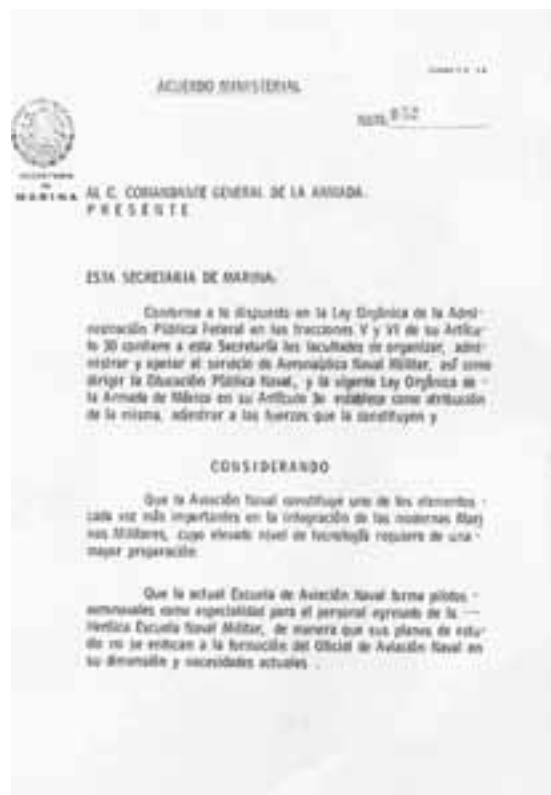 ACUERDO MINISTERIAL
NUM. 032
SECRETARIA
DE
MARINA
AL C. COMANDANTE GENERAL DE LA ARMADA.
P R E S E N T E
ESTA SECRETARIA DE MARINA.
Conforme a lo dispuesto en la Ley Orgánica de la Admi-
nistración Pública Federal en las fracciones V y VI de su Artícu-
lo 30 confiere a esta Secretaría las facultades de organizar, admi-
nistrar y operar el servicio de Aeronáutica Naval Militar, así como
dirigir la Educación Pública Naval, y la vigente Ley Orgánica de -
la Armada de México en su Artículo 3o establece como atribución
de la misma, adiestrar a las fuerzas que la constituyen y
CONSIDERANDO
Que la Aviación Naval constituye uno de los elementos -
cada vez más importantes en la integración de las modernas Mari
nas Militares, cuyo elevado nivel de tecnología requiere de una -
mayor preparación.
Que la actual Escuela de Aviación Naval forma pilotos -
aeronavales como especialidad para el personal egresado de la ---
Heróica Escuela Naval Militar, de manera que sus planes de estu-
dio no se enfocan a la formación del Oficial de Aviación Naval en
su dimensión y necesidades actuales .